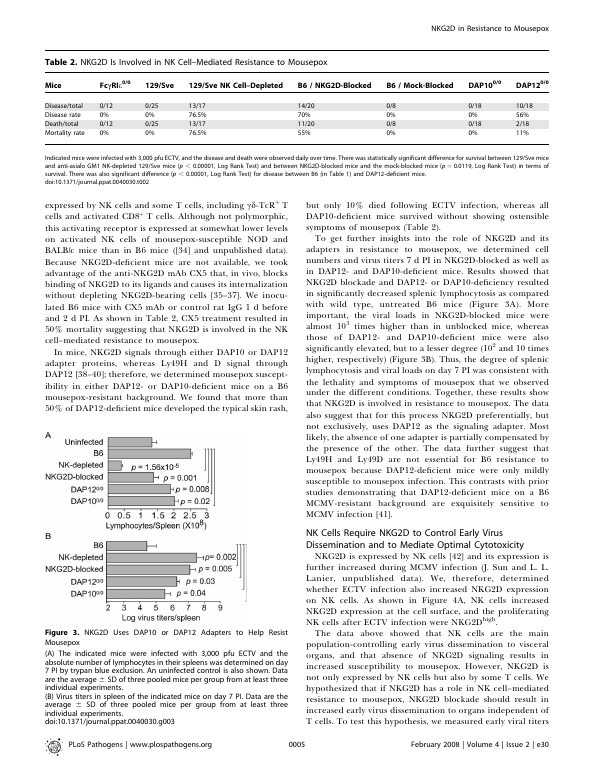 NKG2D in Resistance to Mousepox
Table 2. NKG2D Is Involved in NK Cell–Mediated Resistance to Mousepox
Mice FcγRIε0/0 129/Sve 129/Sve NK Cell–Depleted B6 / NKG2D-Blocked B6 / Mock-Blocked DAP100/0 DAP120/0
Disease/total 0/12 0/25 13/17 14/20 0/8 0/18 10/18
Disease rate 0% 0% 76.5% 70% 0% 0% 56%
Death/total 0/12 0/25 13/17 11/20 0/8 0/18 2/18
Mortality rate 0% 0% 76.5% 55% 0% 0% 11%
Indicated mice were infected with 3,000 pfu ECTV, and the disease and death were observed daily over time. There was statistically significant difference for survival between 129/Sve mice
and anti-asialo GM1 NK-depleted 129/Sve mice (p < 0.00001, Log Rank Test) and between NKG2D-blocked mice and the mock-blocked mice (p = 0.0119, Log Rank Test) in terms of
survival. There was also significant difference (p < 0.00001, Log Rank Test) for disease between B6 (in Table 1) and DAP12-deficient mice.
doi:10.1371/journal.ppat.0040030.t002
expressed by NK cells and some T cells, including γδ-TcR+ T
cells and activated CD8+ T cells. Although not polymorphic,
this activating receptor is expressed at somewhat lower levels
on activated NK cells of mousepox-susceptible NOD and
BALB/c mice than in B6 mice ([34] and unpublished data).
Because NKG2D-deficient mice are not available, we took
advantage of the anti-NKG2D mAb CX5 that, in vivo, blocks
binding of NKG2D to its ligands and causes its internalization
without depleting NKG2D-bearing cells [35–37]. We inocu-
lated B6 mice with CX5 mAb or control rat IgG 1 d before
and 2 d PI. As shown in Table 2, CX5 treatment resulted in
50% mortality suggesting that NKG2D is involved in the NK
cell–mediated resistance to mousepox.
In mice, NKG2D signals through either DAP10 or DAP12
adapter proteins, whereas Ly49H and D signal through
DAP12 [38–40]; therefore, we determined mousepox suscept-
ibility in either DAP12- or DAP10-deficient mice on a B6
mousepox-resistant background. We found that more than
50% of DAP12-deficient mice developed the typical skin rash,
A
Uninfected
B6
NK-depleted p = 1.56x10-5
NKG2D-blocked p = 0.001
DAP120/0 p = 0.008
DAP100/0 p = 0.02
0 0.5 1 1.5 2 2.5 3
Lymphocytes/Spleen (X108)
B
B6
NK-depleted p= 0.002
NKG2D-blocked p = 0.005
DAP120/0 p = 0.03
DAP100/0 p = 0.04
2 3 4 5 6 7 8 9
Log virus titers/spleen
Figure 3. NKG2D Uses DAP10 or DAP12 Adapters to Help Resist
Mousepox
(A) The indicated mice were infected with 3,000 pfu ECTV and the
absolute number of lymphocytes in their spleens was determined on day
7 PI by trypan blue exclusion. An uninfected control is also shown. Data
are the average ± SD of three pooled mice per group from at least three
individual experiments.
(B) Virus titers in spleen of the indicated mice on day 7 PI. Data are the
average ± SD of three pooled mice per group from at least three
individual experiments.
doi:10.1371/journal.ppat.0040030.g003
but only 10% died following ECTV infection, whereas all
DAP10-deficient mice survived without showing ostensible
symptoms of mousepox (Table 2).
To get further insights into the role of NKG2D and its
adapters in resistance to mousepox, we determined cell
numbers and virus titers 7 d PI in NKG2D-blocked as well as
in DAP12- and DAP10-deficient mice. Results showed that
NKG2D blockade and DAP12- or DAP10-deficiency resulted
in significantly decreased splenic lymphocytosis as compared
with wild type, untreated B6 mice (Figure 3A). More
important, the viral loads in NKG2D-blocked mice were
almost 103 times higher than in unblocked mice, whereas
those of DAP12- and DAP10-deficient mice were also
significantly elevated, but to a lesser degree (102 and 10 times
higher, respectively) (Figure 3B). Thus, the degree of splenic
lymphocytosis and viral loads on day 7 PI was consistent with
the lethality and symptoms of mousepox that we observed
under the different conditions. Together, these results show
that NKG2D is involved in resistance to mousepox. The data
also suggest that for this process NKG2D preferentially, but
not exclusively, uses DAP12 as the signaling adapter. Most
likely, the absence of one adapter is partially compensated by
the presence of the other. The data further suggest that
Ly49H and Ly49D are not essential for B6 resistance to
mousepox because DAP12-deficient mice were only mildly
susceptible to mousepox infection. This contrasts with prior
studies demonstrating that DAP12-deficient mice on a B6
MCMV-resistant background are exquisitely sensitive to
MCMV infection [41].
NK Cells Require NKG2D to Control Early Virus
Dissemination and to Mediate Optimal Cytotoxicity
NKG2D is expressed by NK cells [42] and its expression is
further increased during MCMV infection (J. Sun and L. L.
Lanier, unpublished data). We, therefore, determined
whether ECTV infection also increased NKG2D expression
on NK cells. As shown in Figure 4A, NK cells increased
NKG2D expression at the cell surface, and the proliferating
NK cells after ECTV infection were NKG2Dhigh.
The data above showed that NK cells are the main
population-controlling early virus dissemination to visceral
organs, and that absence of NKG2D signaling results in
increased susceptibility to mousepox. However, NKG2D is
not only expressed by NK cells but also by some T cells. We
hypothesized that if NKG2D has a role in NK cell–mediated
resistance to mousepox, NKG2D blockade should result in
increased early virus dissemination to organs independent of
T cells. To test this hypothesis, we measured early viral titers
PLoS Pathogens | www.plospathogens.org 0005 February 2008 | Volume 4 | Issue 2 | e30